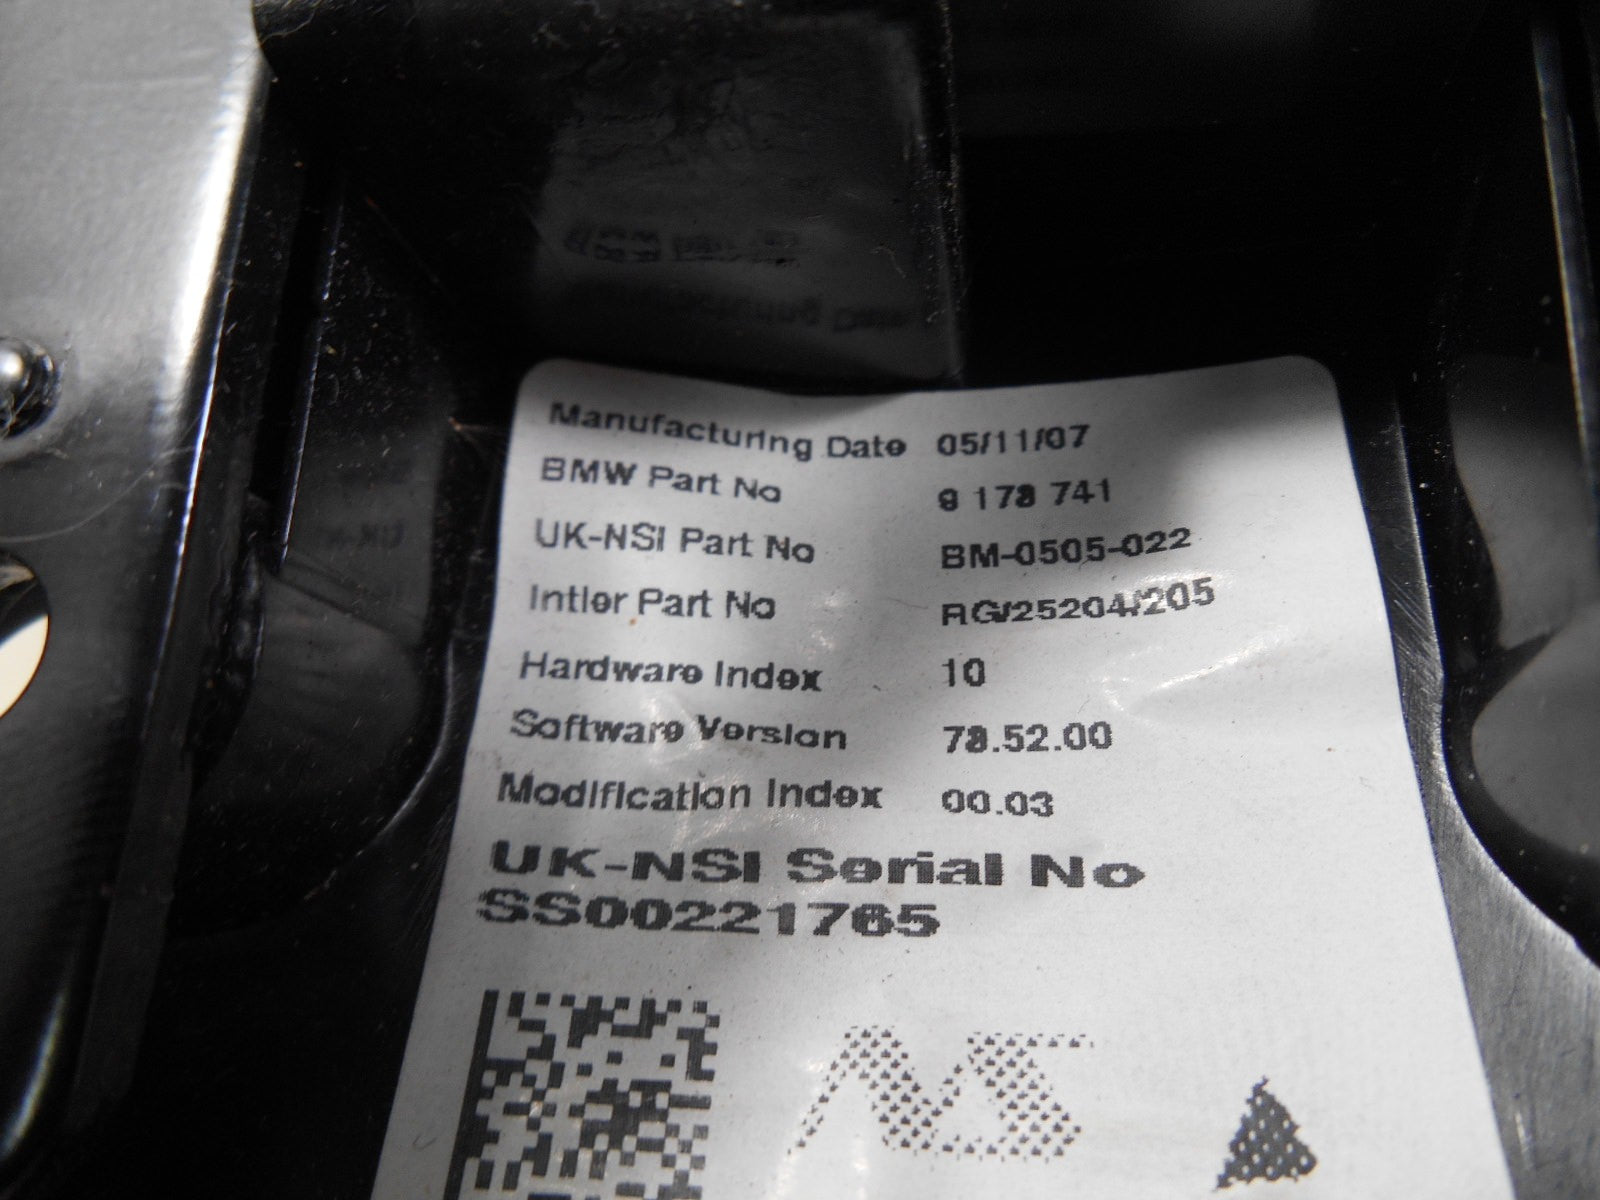 Manufacturing Date 05/11/07
BMW Part No 9 178 741
UK-NSI Part No BM-0505-022
Intier Part No RG/25204/205
Hardware Index 10
Software Version 78.52.00
Modification Index 00.03
UK-NSI Serial No
SS00221765